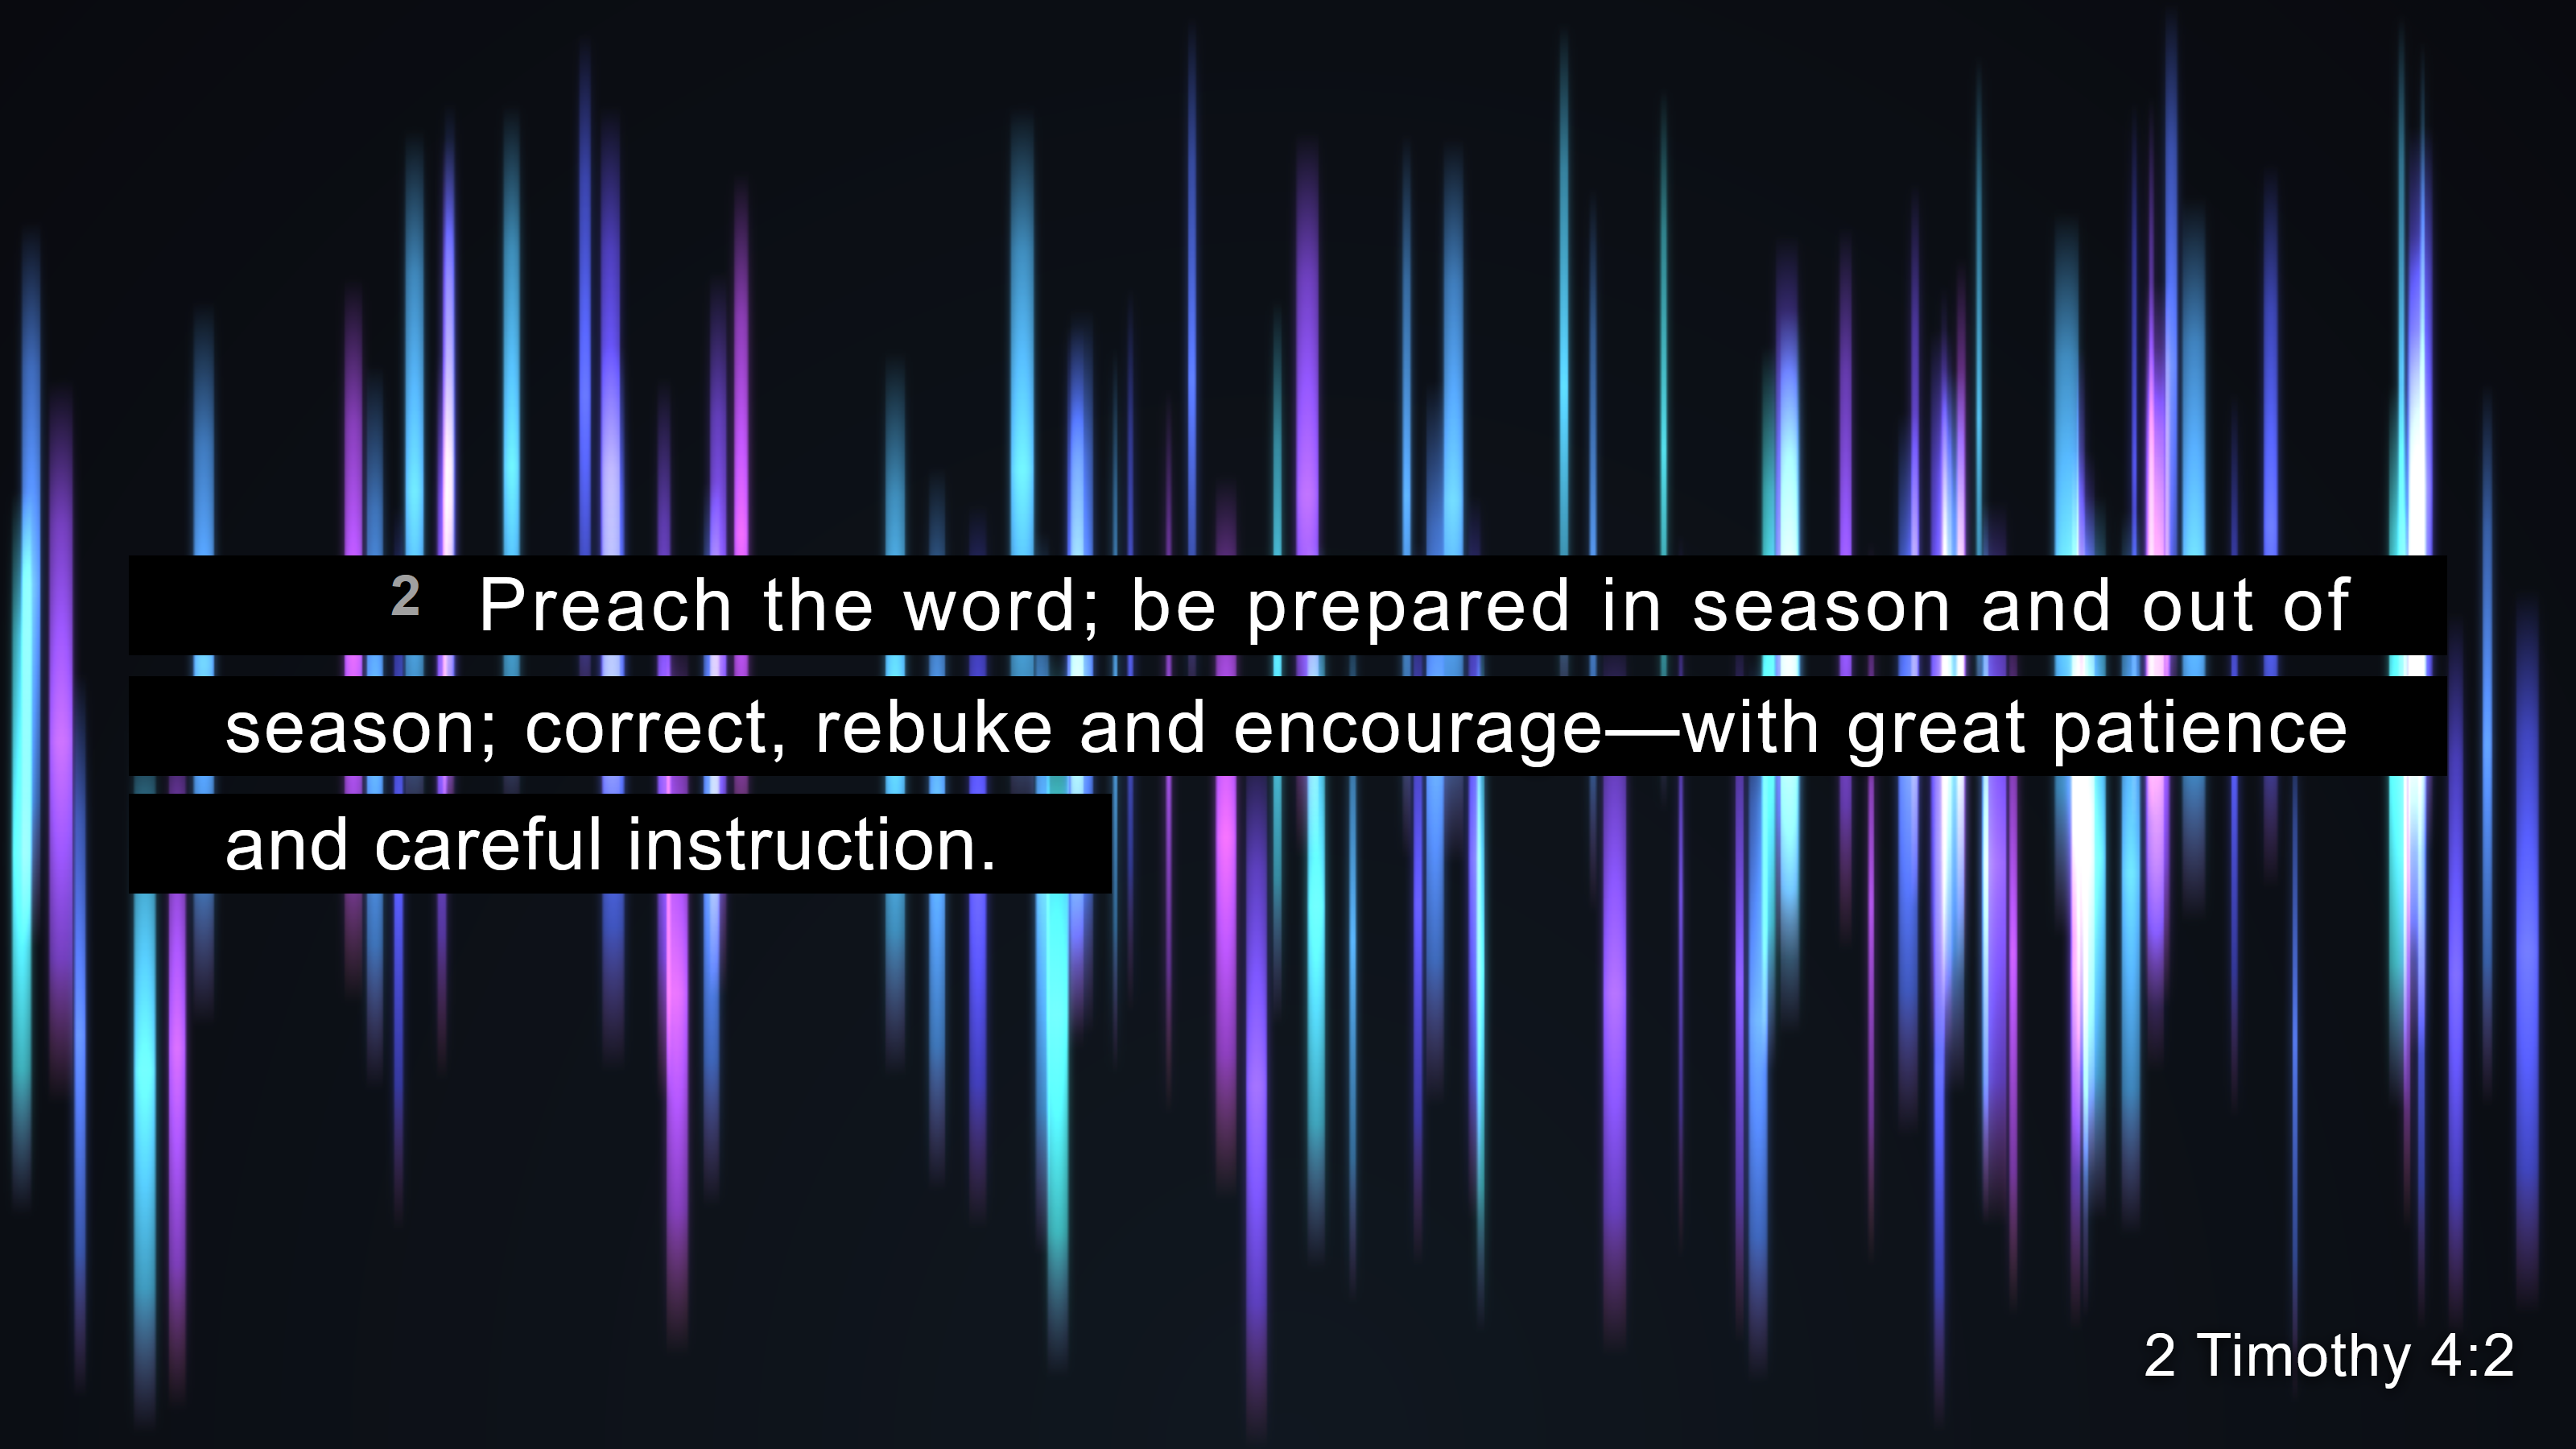 2 Preach the word; be prepared in season and out of
season; correct, rebuke and encourage—with great patience
and careful instruction.
2 Timothy 4:2